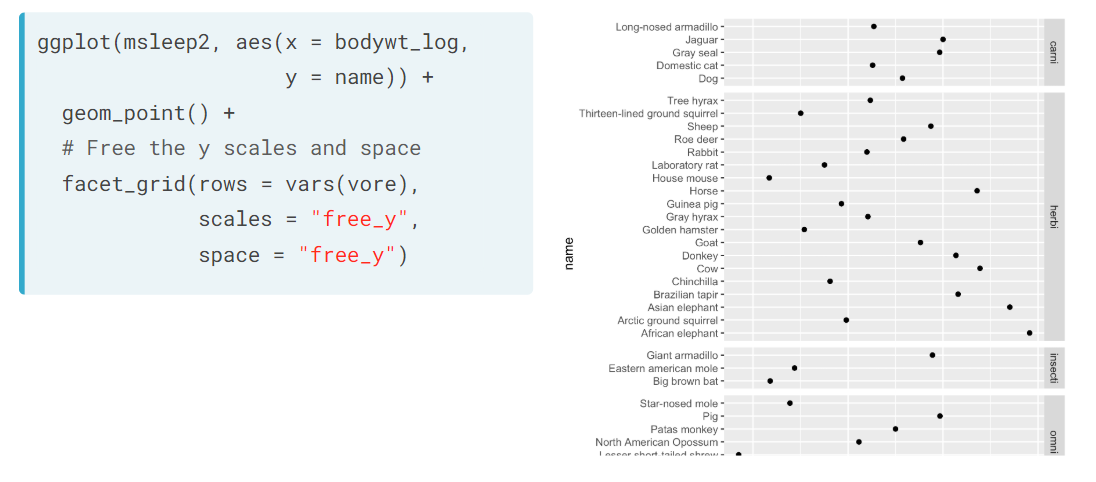 ggplot(msleep2, aes(x = bodywt_log,
                    y = name)) +
  geom_point() +
  # Free the y scales and space
  facet_grid(rows = vars(vore),
             scales = "free_y",
             space = "free_y")
name
Long-nosed armadillo
Jaguar
Gray seal
Domestic cat
Dog
carni
Tree hyrax
Thirteen-lined ground squirrel
Sheep
Roe deer
Rabbit
Laboratory rat
House mouse
Horse
Guinea pig
Gray hyrax
Golden hamster
Goat
Donkey
Cow
Chinchilla
Brazilian tapir
Asian elephant
Arctic ground squirrel
African elephant
herbi
Giant armadillo
Eastern american mole
Big brown bat
insecti
Star-nosed mole
Pig
Patas monkey
North American Opossum
Lesser short-tailed shrew
omni